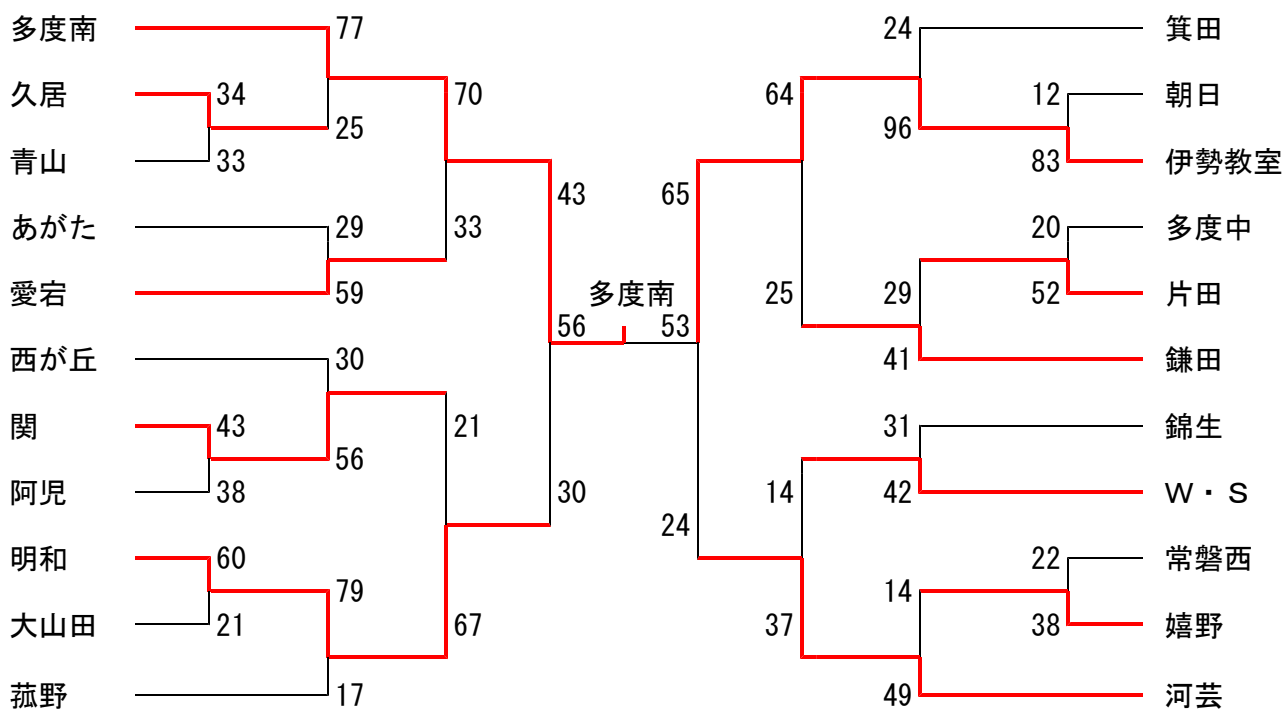 多度南 77 24 箕田
久居 34 70 64 12 朝日
25 96
青山 33 83 伊勢教室
43 65
あがた 29 33 20 多度中
愛宕 59 多度南 25 29 52 片田
56 53
西が丘 30 41 鎌田
関 43 21 31 錦生
56
阿児 38 30 14 42 W・S
24
明和 60 22 常磐西
79 14
大山田 21 67 37 38 嬉野
菰野 17 49 河芸